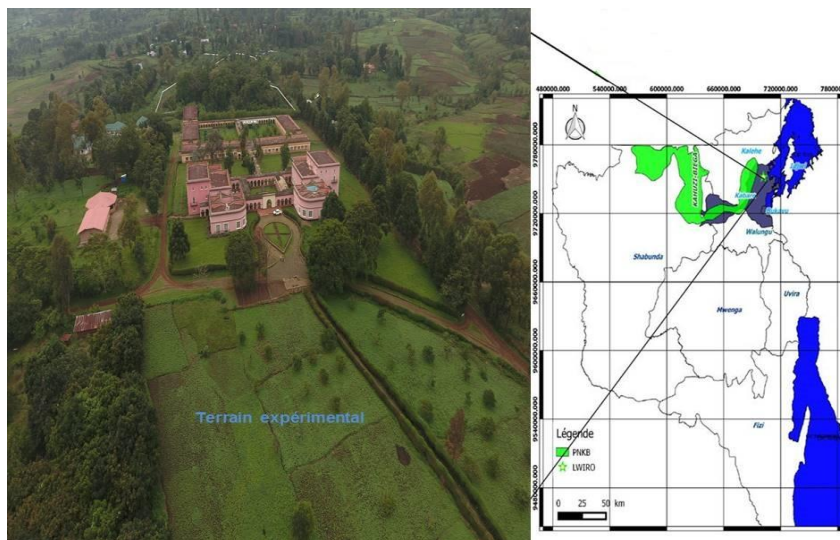 Terrain expérimental
480000.000 540000.000 600000.000 660000.000 720000.000
N
9780000.000
Kalehe
KAHUZI-BIEGA
Kabare
Bukavu
9720000.000
Walungu
Shabunda
9660000.000
Uvira
Mwenga
9600000.000
9540000.000
Fizi
Légende
PNKB
LWIRO
9480000.000
0 25 50 km